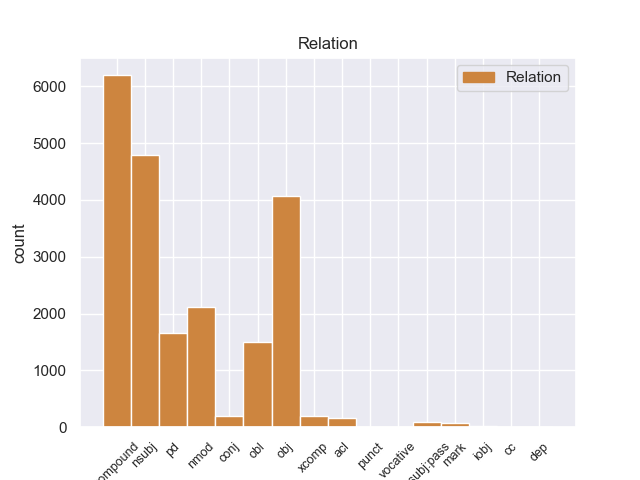 Relation
Relation
6000
5000
4000
3000
2000
1000
0
count
ompound
nsubj
pd
nmod
conj
obl
obj
xcomp
acl
punct
vocative
subj:pass
mark
iobj
cc
dep